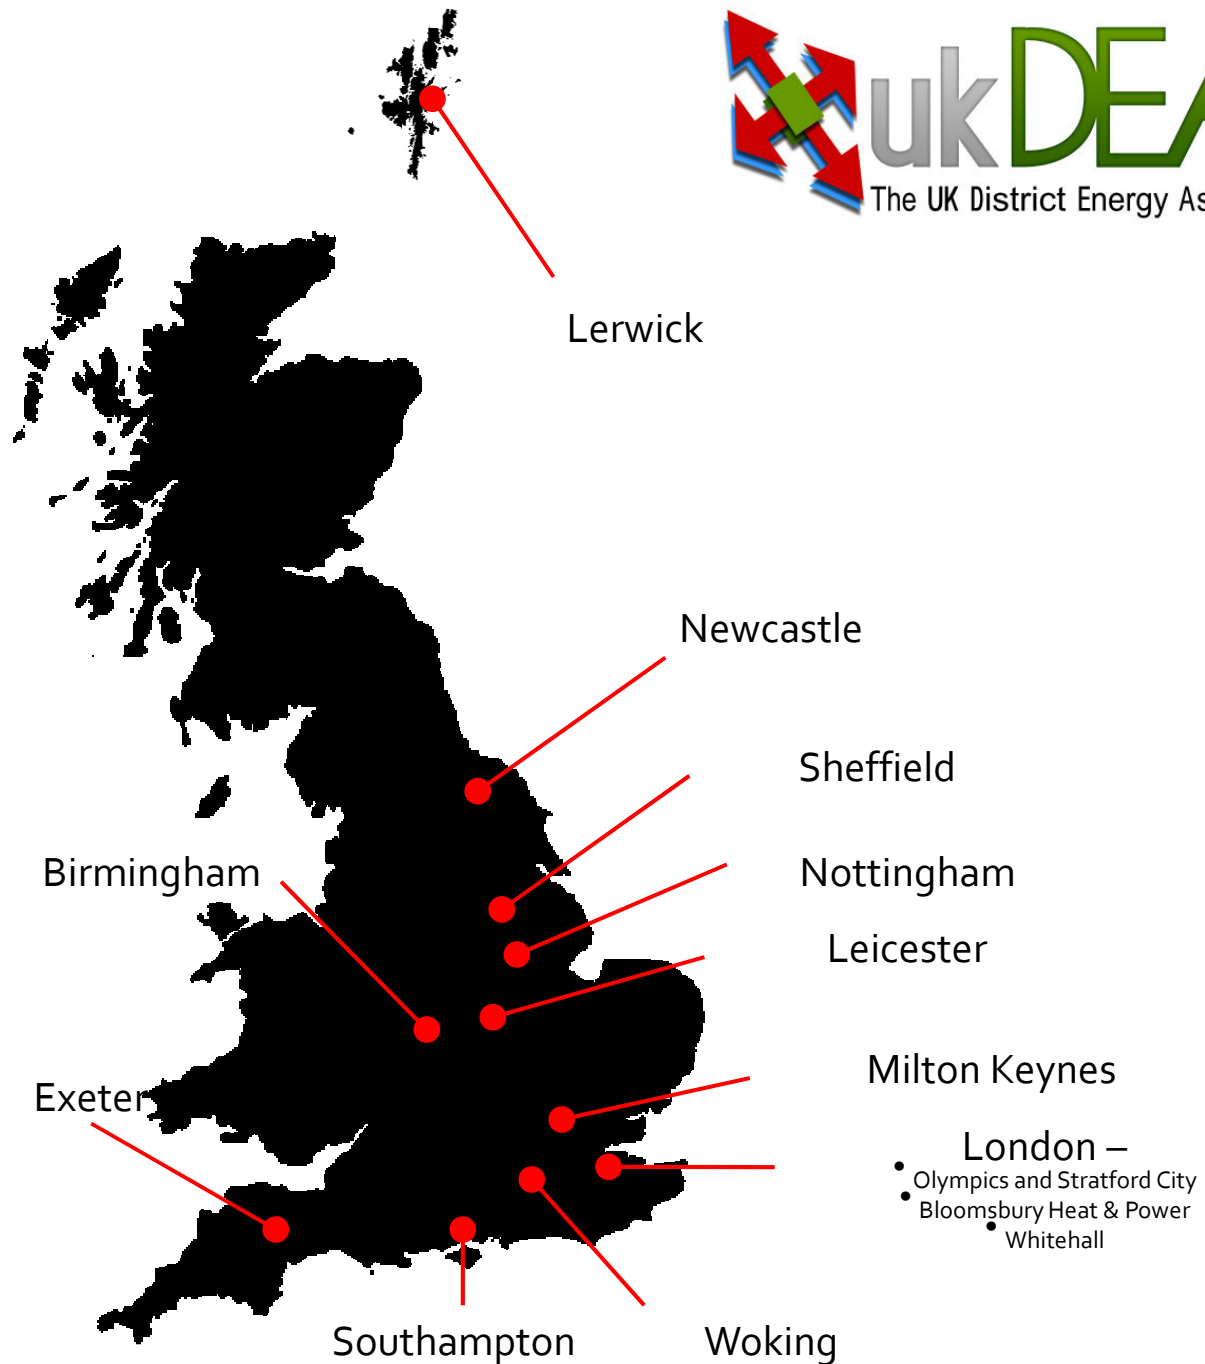 ukDEA
The UK District Energy As
Lerwick
Newcastle
Sheffield
Birmingham
Nottingham
Leicester
Milton Keynes
Exeter
London –
• Olympics and Stratford City
• Bloomsbury Heat & Power
• Whitehall
Southampton
Woking